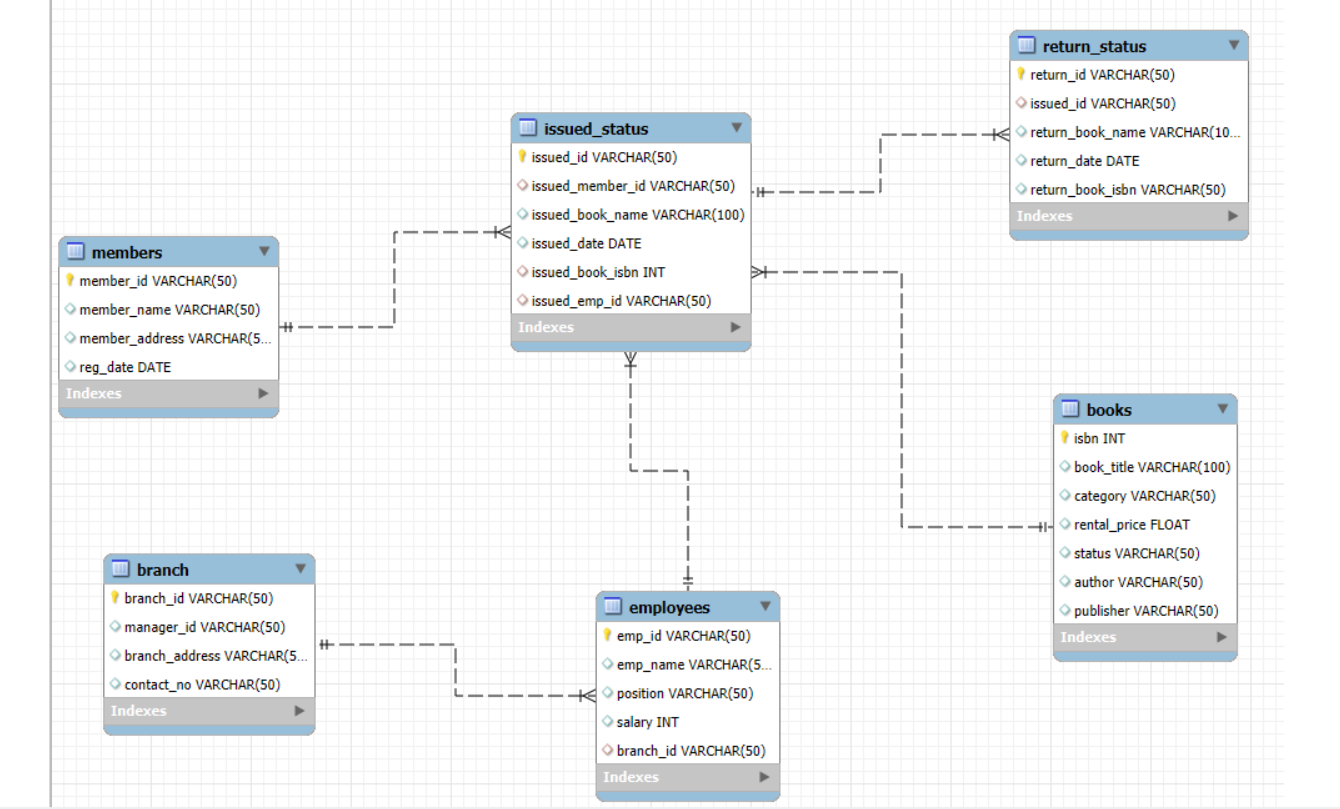 return_status
return_id VARCHAR(50)
issued_id VARCHAR(50)
return_book_name VARCHAR(10...
return_date DATE
return_book_isbn VARCHAR(50)
Indexes
issued_status
issued_id VARCHAR(50)
issued_member_id VARCHAR(50)
issued_book_name VARCHAR(100)
issued_date DATE
issued_book_isbn INT
issued_emp_id VARCHAR(50)
Indexes
members
member_id VARCHAR(50)
member_name VARCHAR(50)
member_address VARCHAR(5...
reg_date DATE
Indexes
books
isbn INT
book_title VARCHAR(100)
category VARCHAR(50)
rental_price FLOAT
status VARCHAR(50)
author VARCHAR(50)
publisher VARCHAR(50)
Indexes
branch
branch_id VARCHAR(50)
manager_id VARCHAR(50)
branch_address VARCHAR(5...
contact_no VARCHAR(50)
Indexes
employees
emp_id VARCHAR(50)
emp_name VARCHAR(5...
position VARCHAR(50)
salary INT
branch_id VARCHAR(50)
Indexes